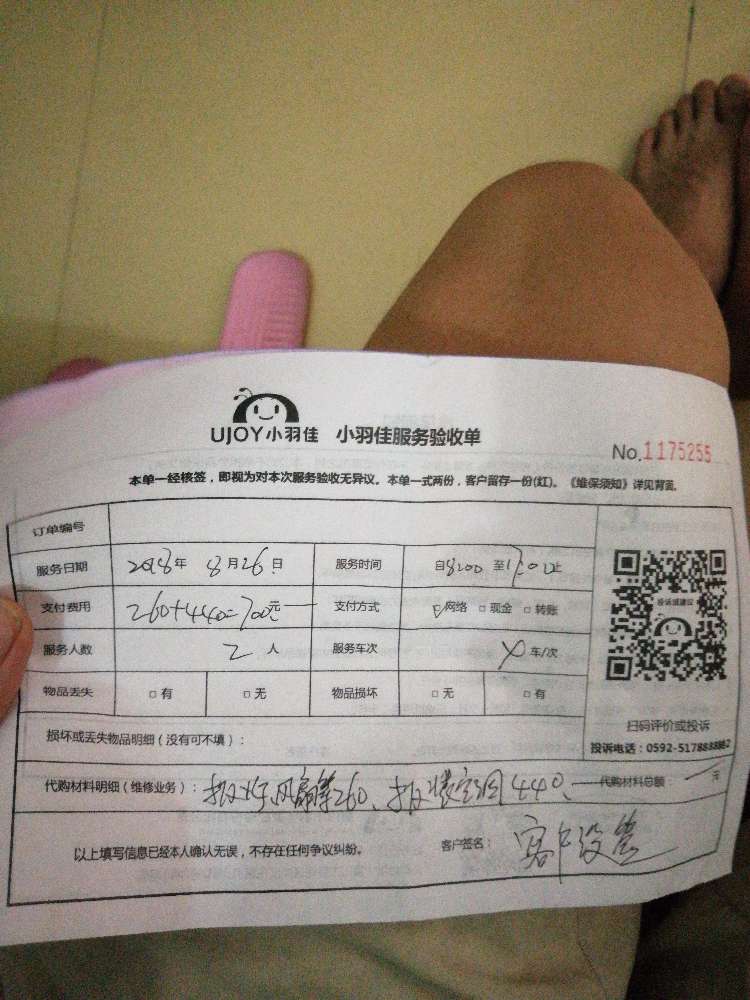 UJOY小羽佳 小羽佳服务验收单
No.1175255
本单一经核签，即视为对本次服务验收无异议。本单一式两份，客户留存一份(红)。《维保须知》详见背面.
订单编号
服务日期 2018年 8月26日 服务时间 自8:00 至17:00止
支付费用 260+440=700元 支付方式 网络 □ 现金 □ 转账
服务人数 2 人 服务车次 车/次
物品丢失 □ 有 □ 无 物品损坏 □ 无 □ 有
投诉或建议
扫码评价或投诉
投诉电话：0592-5178888862
损坏或丢失物品明细（没有可不填）：
代购材料明细（维修业务）： 风扇等260、空调440、 代购材料总额 元
以上填写信息已经本人确认无误，不存在任何争议纠纷。 客户签名： 客户没签